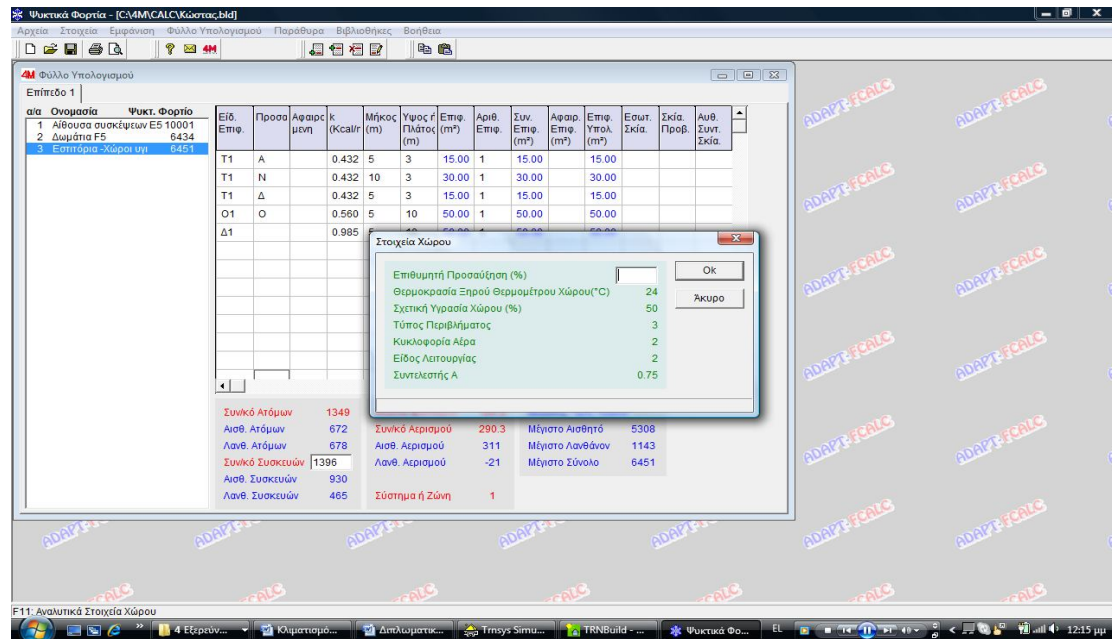 Ψυκτικά Φορτία - [C:\4M\CALC\Κώστας.bld]
Αρχεία Στοιχεία Εμφάνιση Φύλλο Υπολογισμού Παράθυρα Βιβλιοθήκες Βοήθεια
4M
4M Φύλλο Υπολογισμού
Επίπεδο 1
α/α Ονομασία Ψυκτ. Φορτίο
1 Αίθουσα συσκέψεων Ε5 10001
2 Δωμάτια F5 6434
3 Εστιτόρια -Χώροι υγι 6451
Είδ. Επιφ. Προσα Αφαιρε μενη k (Kcal/r Μήκος (m) Υψος ή Πλάτος (m) Επιφ. (m²) Αριθ. Επιφ. Συν. Επιφ. (m²) Αφαιρ. Επιφ. (m²) Επιφ. Υπολ. (m²) Εσωτ. Σκία. Σκία. Προβ. Αυθ. Συντ. Σκία.
T1 Α 0.432 5 3 15.00 1 15.00 15.00
T1 Ν 0.432 10 3 30.00 1 30.00 30.00
T1 Δ 0.432 5 3 15.00 1 15.00 15.00
O1 Ο 0.560 5 10 50.00 1 50.00 50.00
Δ1 0.985
Στοιχεία Χώρου
Επιθυμητή Προσαύξηση (%)
Θερμοκρασία Ξηρού Θερμομέτρου Χώρου(°C) 24
Σχετική Υγρασία Χώρου (%) 50
Τύπος Περιβλήματος 3
Κυκλοφορία Αέρα 2
Είδος Λειτουργίας 2
Συντελεστής Α 0.75
Ok
Άκυρο
Συν/κό Ατόμων 1349
Αισθ. Ατόμων 672
Λανθ. Ατόμων 678
Συν/κό Συσκευών 1396
Αισθ. Συσκευών 930
Λανθ. Συσκευών 465
Συν/κό Αερισμού 290.3
Αισθ. Αερισμού 311
Λανθ. Αερισμού -21
Σύστημα ή Ζώνη 1
Μέγιστο Αισθητό 5308
Μέγιστο Λανθάνον 1143
Μέγιστο Σύνολο 6451
ADAPT-FCALC
F11: Αναλυτικά Στοιχεία Χώρου
4 Εξερεύν... Κλιματισμό... Διπλωματικ... Trnsys Simu... TRNBuild - ... Ψυκτικά Φο... EL 12:15 μμ